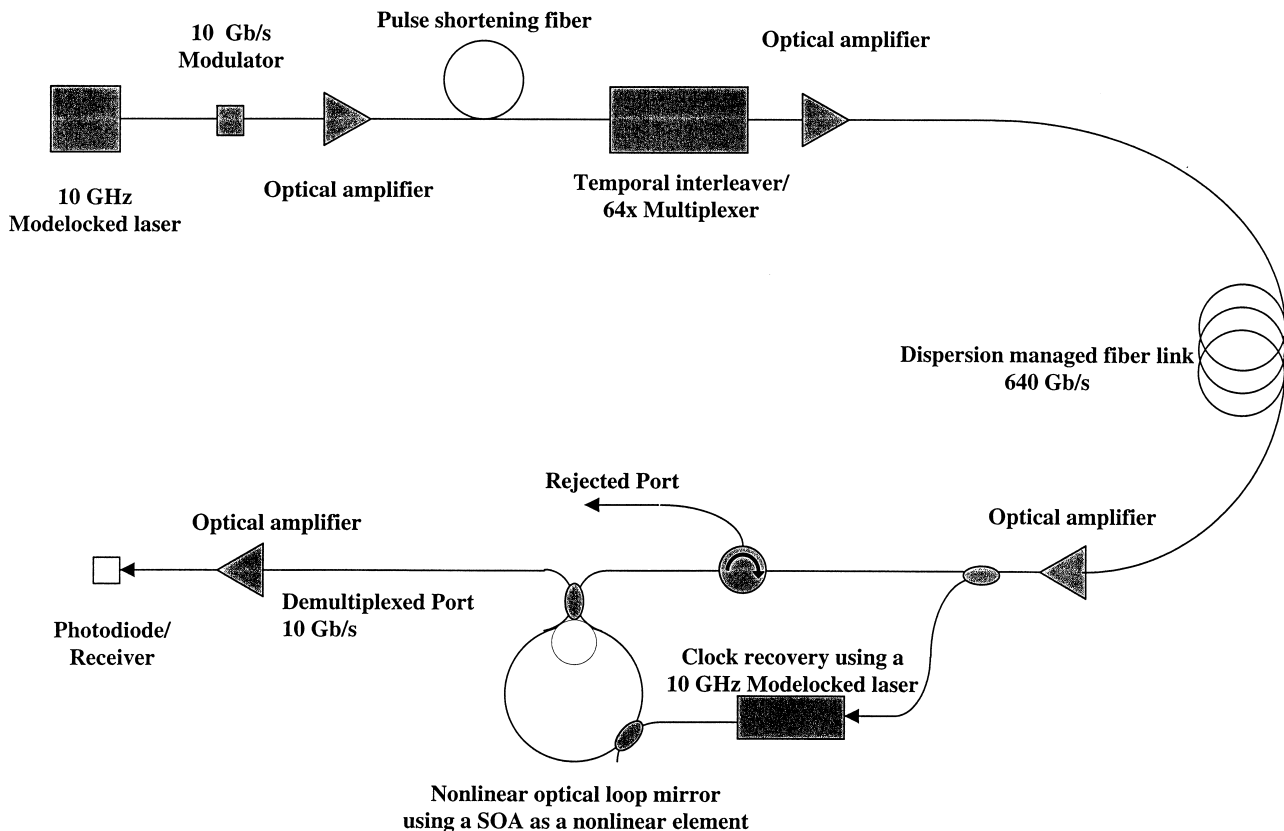 Pulse shortening fiber
10 Gb/s
Modulator
Optical amplifier
10 GHz
Modelocked laser
Optical amplifier
Temporal interleaver/
64x Multiplexer
Dispersion managed fiber link
640 Gb/s
Rejected Port
Optical amplifier
Optical amplifier
Demultiplexed Port
10 Gb/s
Photodiode/
Receiver
Clock recovery using a
10 GHz Modelocked laser
Nonlinear optical loop mirror
using a SOA as a nonlinear element